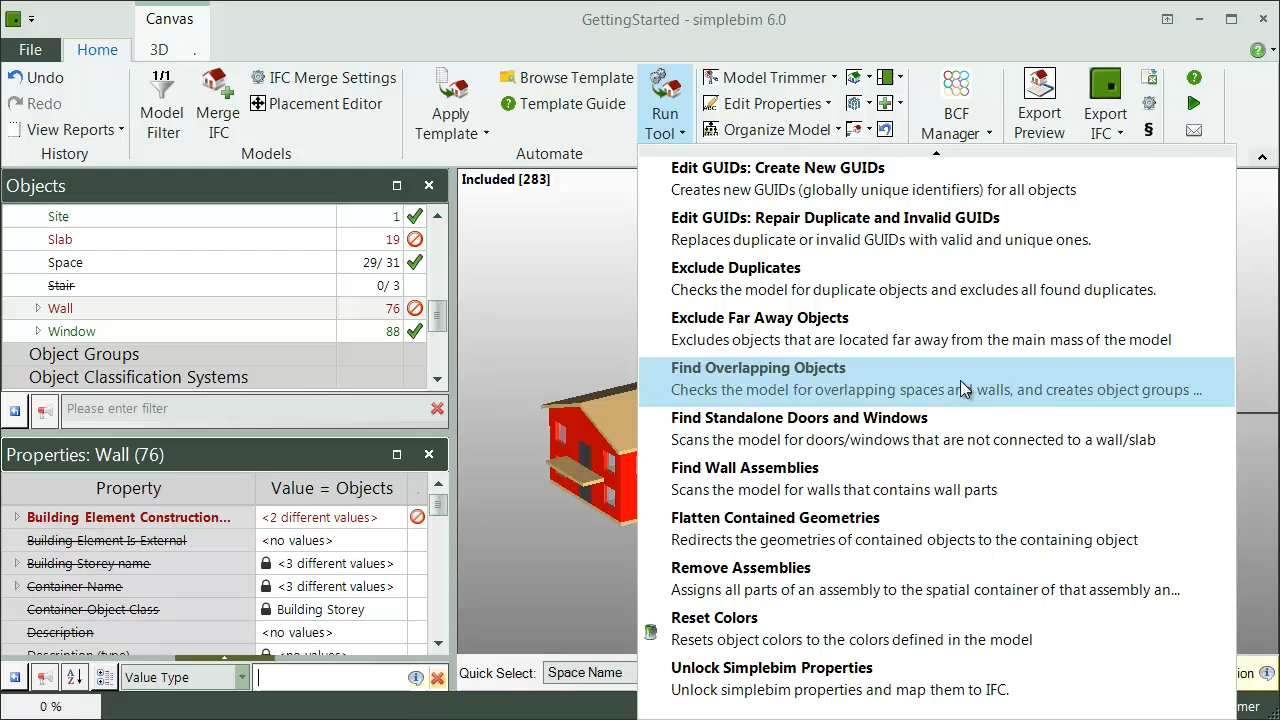 Canvas
GettingStarted - simplebim 6.0
File
Home
3D
Undo
Redo
View Reports
History
Model
Filter
Merge
IFC
IFC Merge Settings
Placement Editor
Models
Apply
Template
Browse Template
Template Guide
Automate
Run
Tool
Model Trimmer
Edit Properties
Organize Model
BCF
Manager
Export
Preview
Export
IFC
Objects
Site 1
Slab 19
Space 29/ 31
Stair 0/ 3
Wall 76
Window 88
Object Groups
Object Classification Systems
Please enter filter
Properties: Wall (76)
Property Value = Objects
Building Element Construction... <2 different values>
Building Element Is External <no values>
Building Storey name <3 different values>
Container Name <3 different values>
Container Object Class Building Storey
Description <no values>
Description (type) <no values>
Value Type
0 %
Included [283]
Quick Select: Space Name
Edit GUIDs: Create New GUIDs
Creates new GUIDs (globally unique identifiers) for all objects
Edit GUIDs: Repair Duplicate and Invalid GUIDs
Replaces duplicate or invalid GUIDs with valid and unique ones.
Exclude Duplicates
Checks the model for duplicate objects and excludes all found duplicates.
Exclude Far Away Objects
Excludes objects that are located far away from the main mass of the model
Find Overlapping Objects
Checks the model for overlapping spaces and walls, and creates object groups ...
Find Standalone Doors and Windows
Scans the model for doors/windows that are not connected to a wall/slab
Find Wall Assemblies
Scans the model for walls that contains wall parts
Flatten Contained Geometries
Redirects the geometries of contained objects to the containing object
Remove Assemblies
Assigns all parts of an assembly to the spatial container of that assembly an...
Reset Colors
Resets object colors to the colors defined in the model
Unlock Simplebim Properties
Unlock simplebim properties and map them to IFC.
ion
mer